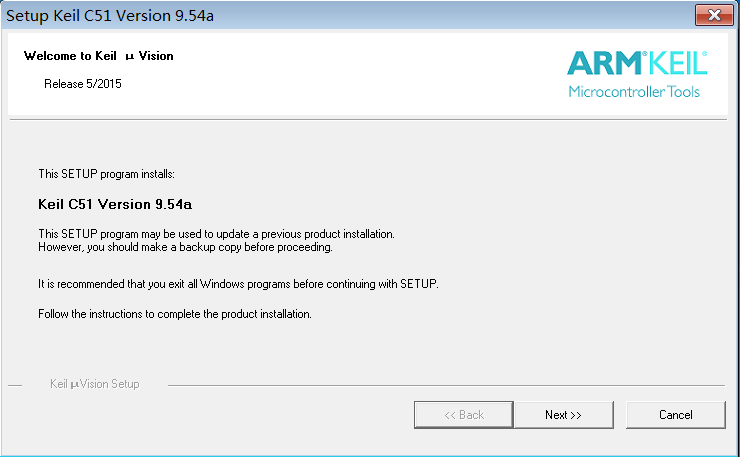 Setup Keil C51 Version 9.54a
Welcome to Keil µ Vision
Release 5/2015
ARM®KEIL®
Microcontroller Tools
This SETUP program installs:
Keil C51 Version 9.54a
This SETUP program may be used to update a previous product installation.
However, you should make a backup copy before proceeding.
It is recommended that you exit all Windows programs before continuing with SETUP.
Follow the instructions to complete the product installation.
Keil µVision Setup
<< Back
Next >>
Cancel